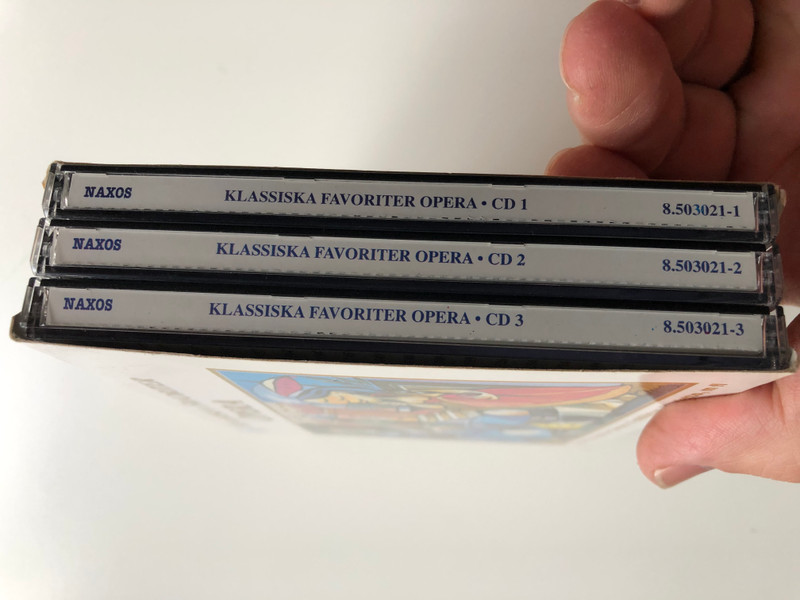 NAXOS KLASSISKA FAVORITER OPERA • CD 1 8.503021-1
NAXOS KLASSISKA FAVORITER OPERA • CD 2 8.503021-2
NAXOS KLASSISKA FAVORITER OPERA • CD 3 8.503021-3